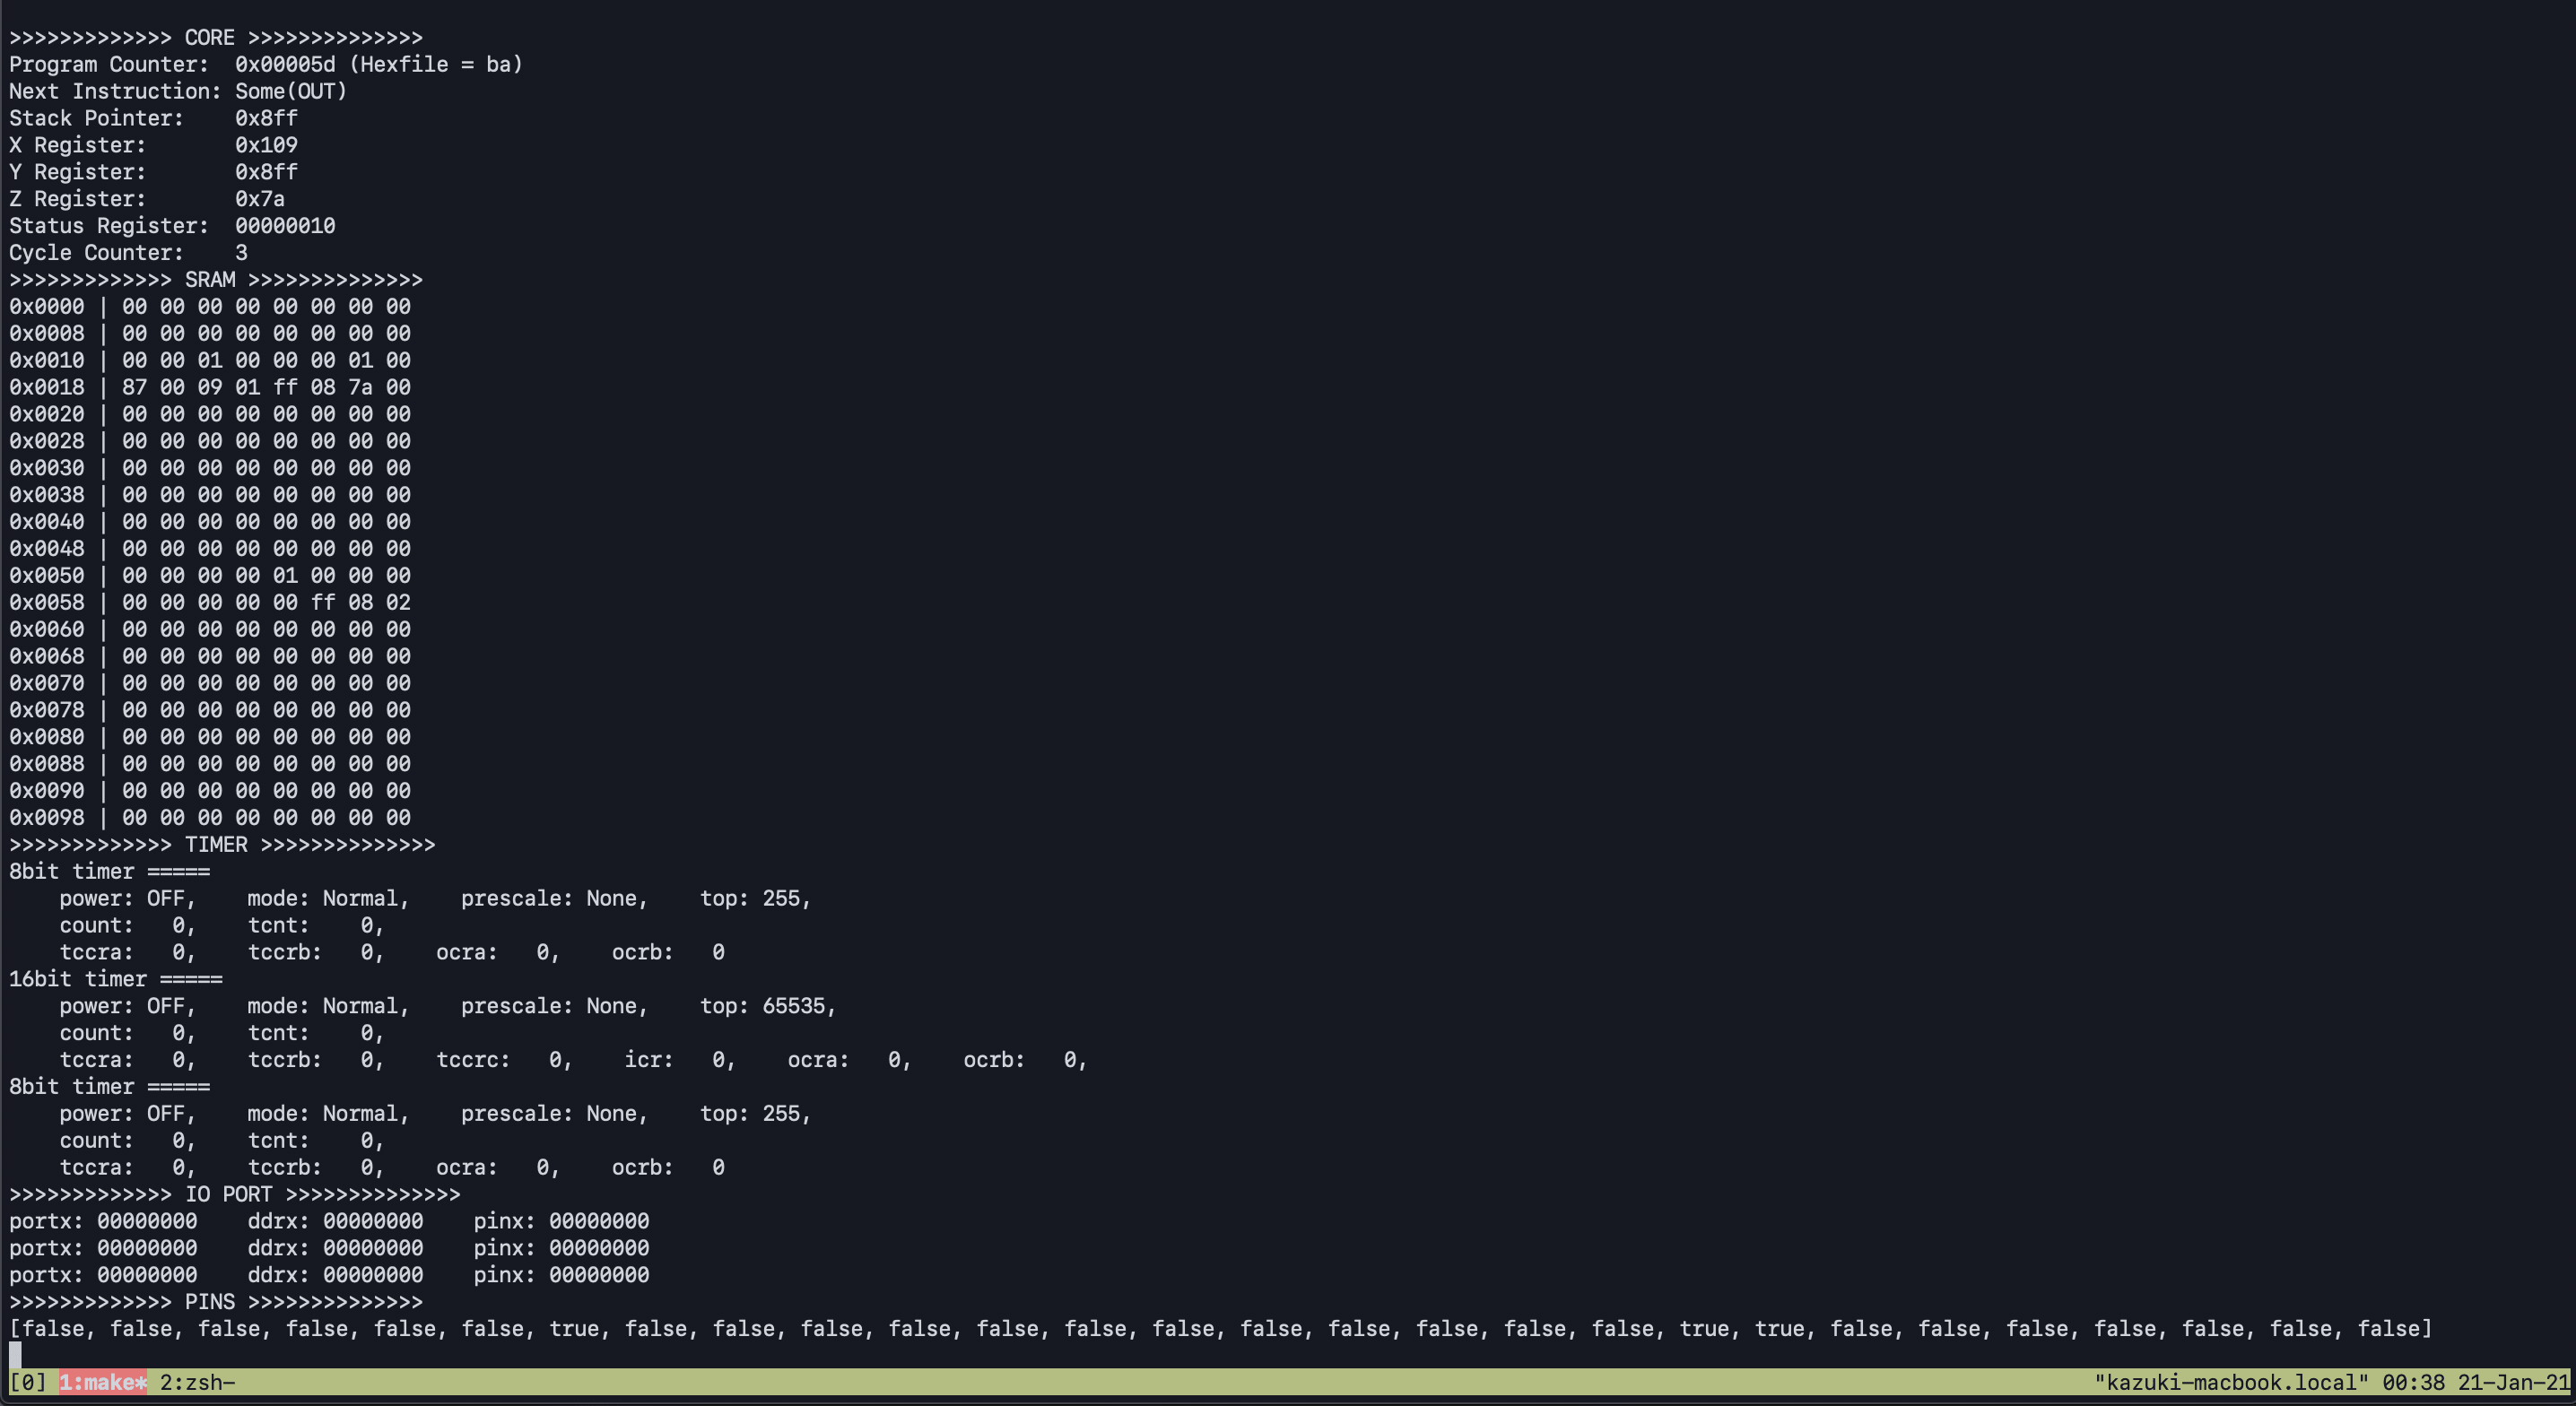 >>>>>>>>>>>>> CORE >>>>>>>>>>>>>>
Program Counter:  0x00005d (Hexfile = ba)
Next Instruction: Some(OUT)
Stack Pointer:    0x8ff
X Register:       0x109
Y Register:       0x8ff
Z Register:       0x7a
Status Register:  00000010
Cycle Counter:    3
>>>>>>>>>>>>> SRAM >>>>>>>>>>>>>>
0x0000 | 00 00 00 00 00 00 00 00
0x0008 | 00 00 00 00 00 00 00 00
0x0010 | 00 00 01 00 00 00 01 00
0x0018 | 87 00 09 01 ff 08 7a 00
0x0020 | 00 00 00 00 00 00 00 00
0x0028 | 00 00 00 00 00 00 00 00
0x0030 | 00 00 00 00 00 00 00 00
0x0038 | 00 00 00 00 00 00 00 00
0x0040 | 00 00 00 00 00 00 00 00
0x0048 | 00 00 00 00 00 00 00 00
0x0050 | 00 00 00 00 01 00 00 00
0x0058 | 00 00 00 00 00 ff 08 02
0x0060 | 00 00 00 00 00 00 00 00
0x0068 | 00 00 00 00 00 00 00 00
0x0070 | 00 00 00 00 00 00 00 00
0x0078 | 00 00 00 00 00 00 00 00
0x0080 | 00 00 00 00 00 00 00 00
0x0088 | 00 00 00 00 00 00 00 00
0x0090 | 00 00 00 00 00 00 00 00
0x0098 | 00 00 00 00 00 00 00 00
>>>>>>>>>>>>> TIMER >>>>>>>>>>>>>>
8bit timer =====
    power: OFF,    mode: Normal,    prescale: None,    top: 255,
    count:   0,    tcnt:    0,
    tccra:   0,    tccrb:   0,    ocra:   0,    ocrb:   0
16bit timer =====
    power: OFF,    mode: Normal,    prescale: None,    top: 65535,
    count:   0,    tcnt:    0,
    tccra:   0,    tccrb:   0,    tccrc:   0,    icr:   0,    ocra:   0,    ocrb:   0,
8bit timer =====
    power: OFF,    mode: Normal,    prescale: None,    top: 255,
    count:   0,    tcnt:    0,
    tccra:   0,    tccrb:   0,    ocra:   0,    ocrb:   0
>>>>>>>>>>>>> IO PORT >>>>>>>>>>>>>>
portx: 00000000    ddrx: 00000000    pinx: 00000000
portx: 00000000    ddrx: 00000000    pinx: 00000000
portx: 00000000    ddrx: 00000000    pinx: 00000000
>>>>>>>>>>>>> PINS >>>>>>>>>>>>>>
[false, false, false, false, false, false, true, false, false, false, false, false, false, false, false, false, false, false, false, true, true, false, false, false, false, false, false, false]
[0] 1:make* 2:zsh- "kazuki-macbook.local" 00:38 21-Jan-21